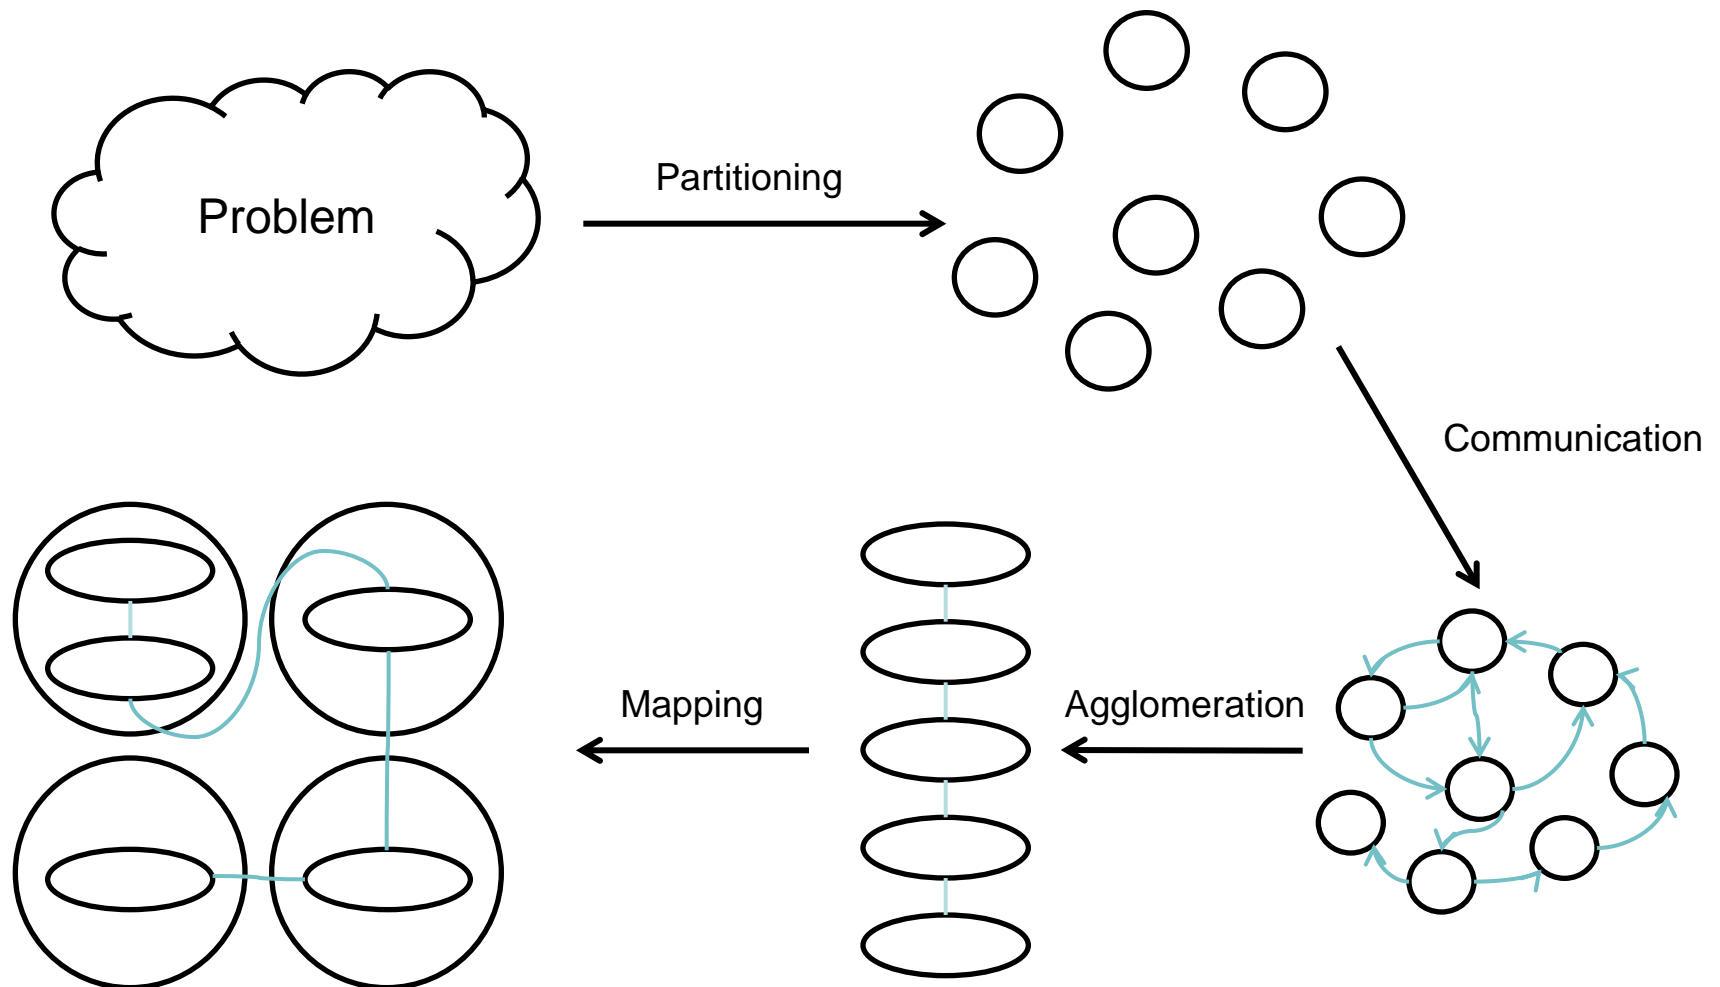 Problem
Partitioning
Communication
Agglomeration
Mapping